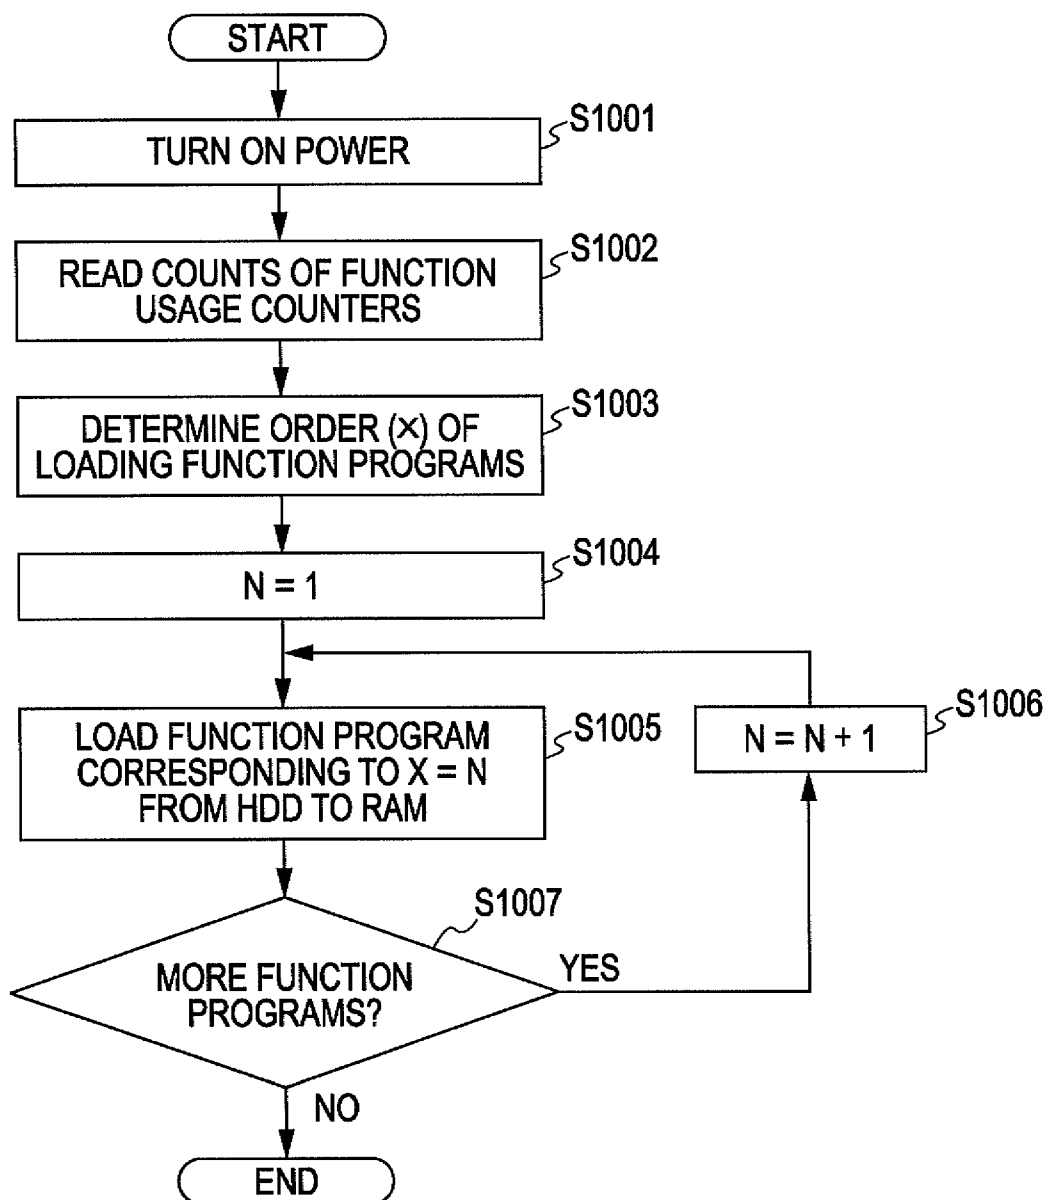 START
S1001
TURN ON POWER
S1002
READ COUNTS OF FUNCTION
USAGE COUNTERS
S1003
DETERMINE ORDER (X) OF
LOADING FUNCTION PROGRAMS
S1004
N = 1
S1005
LOAD FUNCTION PROGRAM
CORRESPONDING TO X = N
FROM HDD TO RAM
S1006
N = N + 1
S1007
MORE FUNCTION
PROGRAMS?
YES
NO
END